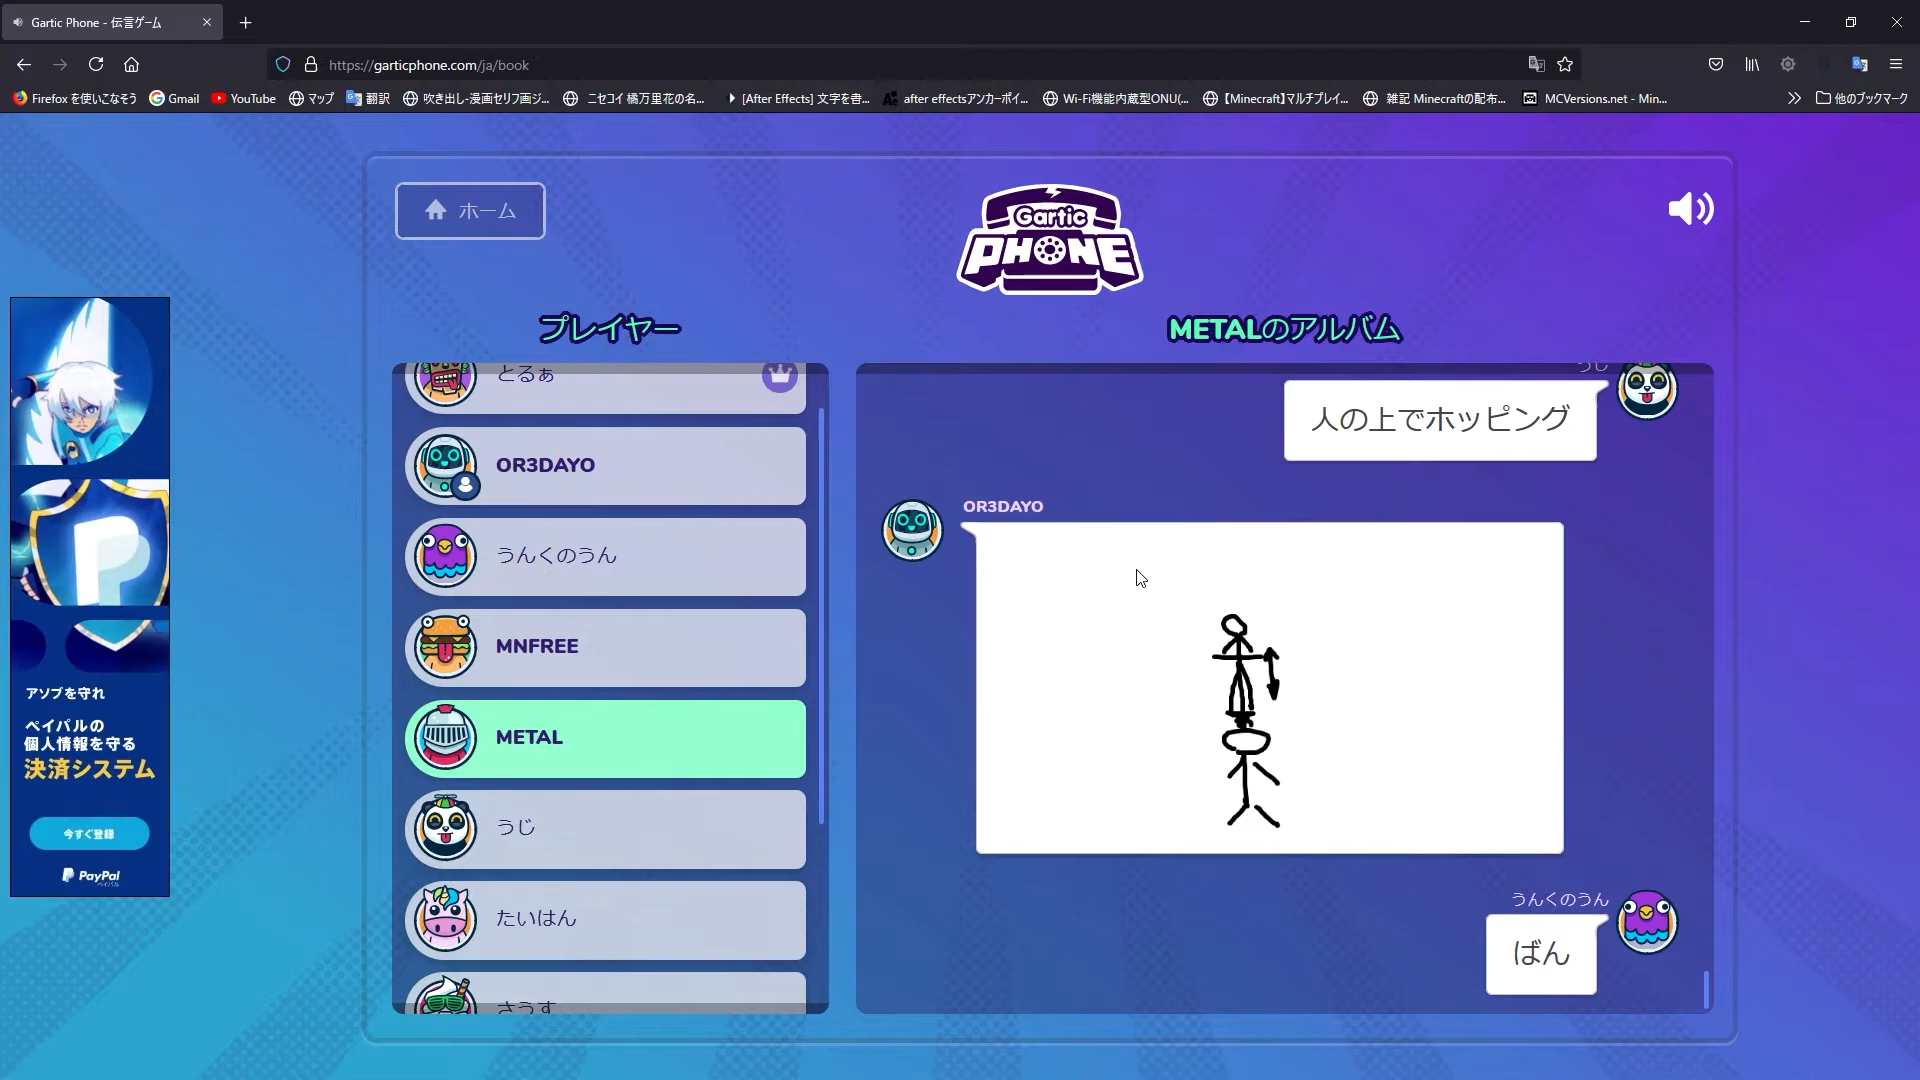 Gartic Phone - 伝言ゲーム
https://garticphone.com/ja/book
Firefox を使いこなそう
Gmail
YouTube
マップ
翻訳
吹き出し-漫画セリフ画ジ...
ニセコイ 橘万里花の名...
[After Effects] 文字を書...
after effectsアンカーポイ...
Wi-Fi機能内蔵型ONU(...
【Minecraft】マルチプレイ...
雑記 Minecraftの配布...
MCVersions.net - Min...
他のブックマーク
ホーム
Gartic
PHONE
プレイヤー
METALのアルバム
とるぁ
OR3DAYO
うんくのうん
MNFREE
METAL
うじ
たいはん
さうす
うじ
人の上でホッピング
OR3DAYO
うんくのうん
ばん
アソブを守れ
ペイパルの
個人情報を守る
決済システム
今すぐ登録
PayPal
ペイパル